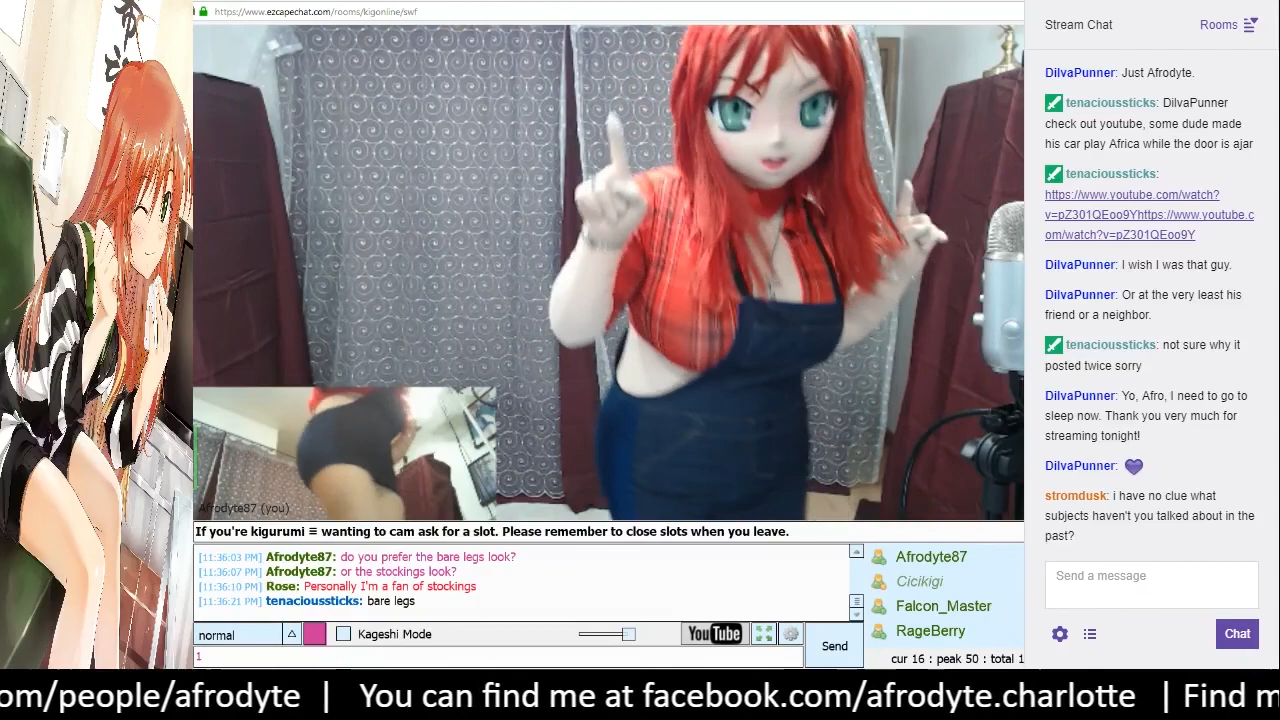 https://www.ezcapechat.com/rooms/kigonline/swf
Afrodyte87 (you)
If you're kigurumi ≡ wanting to cam ask for a slot. Please remember to close slots when you leave.
[11:36:03 PM] Afrodyte87: do you prefer the bare legs look?
[11:36:07 PM] Afrodyte87: or the stockings look?
[11:36:10 PM] Rose: Personally I'm a fan of stockings
[11:36:21 PM] tenacioussticks: bare legs
Afrodyte87
Cicikigi
Falcon_Master
RageBerry
normal
Kageshi Mode
YouTube
Send
cur 16 : peak 50 : total 1
1
Stream Chat
Rooms
DilvaPunner: Just Afrodyte.
tenacioussticks: DilvaPunner
check out youtube, some dude made
his car play Africa while the door is ajar
tenacioussticks:
https://www.youtube.com/watch?
v=pZ301QEoo9Yhttps://www.youtube.c
om/watch?v=pZ301QEoo9Y
DilvaPunner: I wish I was that guy.
DilvaPunner: Or at the very least his
friend or a neighbor.
tenacioussticks: not sure why it
posted twice sorry
DilvaPunner: Yo, Afro, I need to go to
sleep now. Thank you very much for
streaming tonight!
DilvaPunner:
stromdusk: i have no clue what
subjects haven't you talked about in the
past?
Send a message
Chat
om/people/afrodyte | You can find me at facebook.com/afrodyte.charlotte | Find m